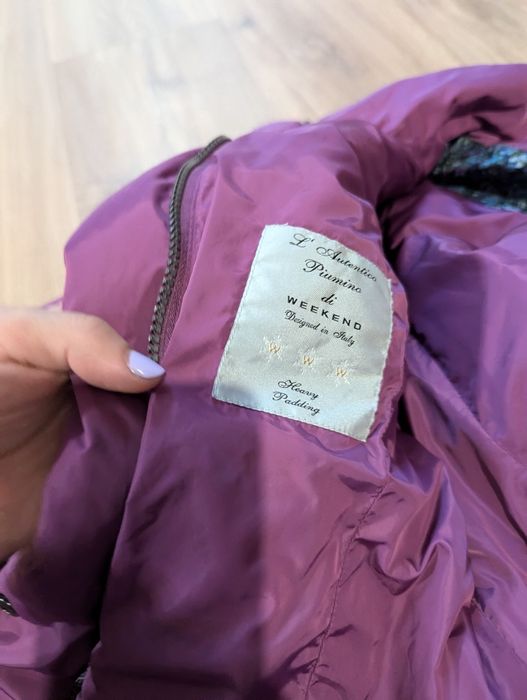 L' Autentico
Piumino
di
WEEKEND
Designed in Italy
W W W
Heavy
Padding